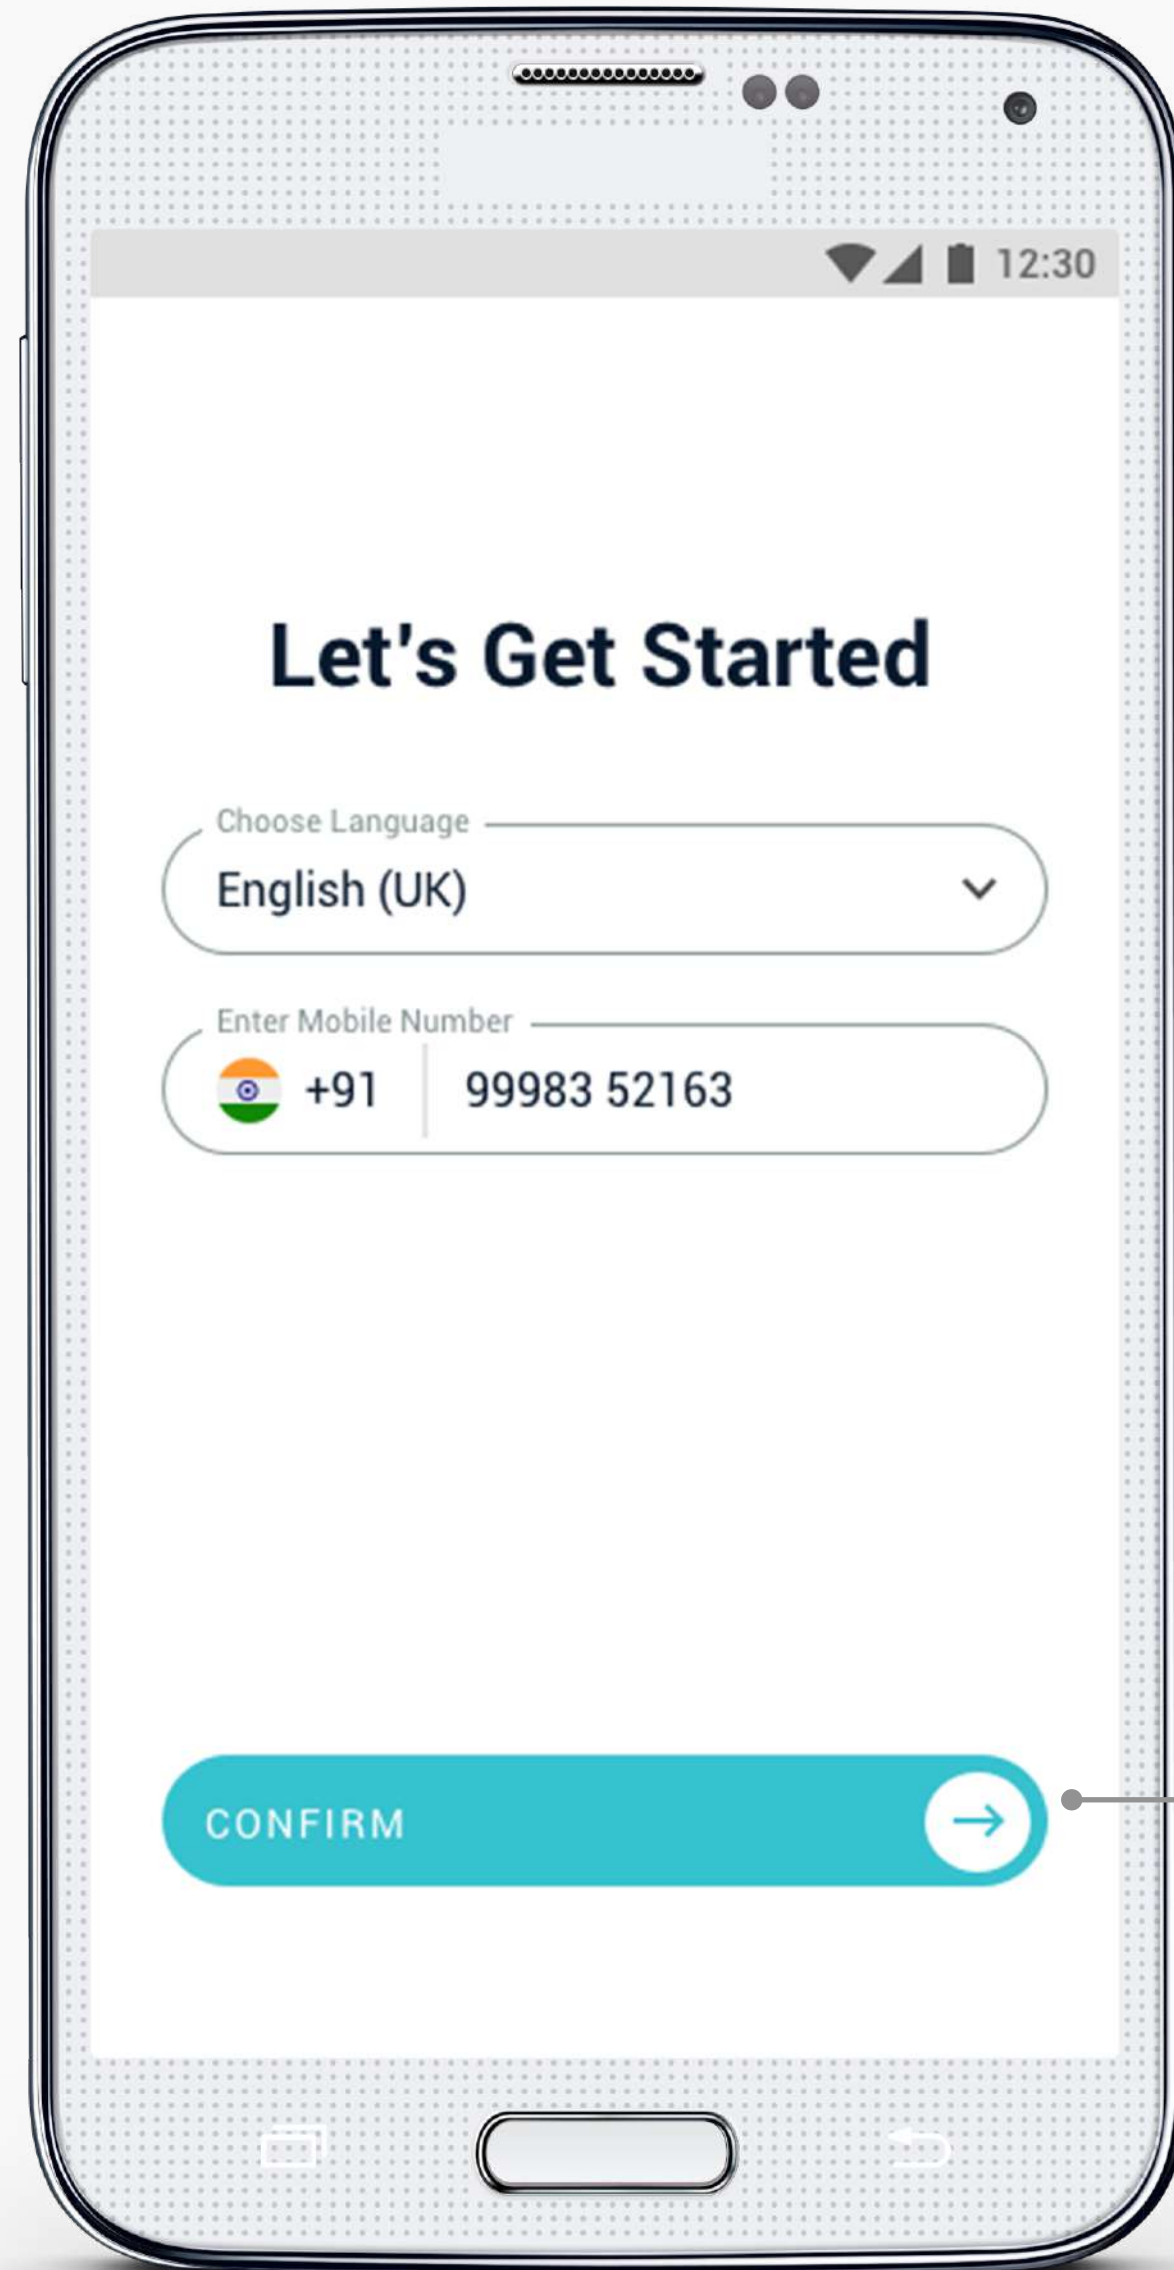 12:30
Let's Get Started
Choose Language
English (UK)
Enter Mobile Number
+91 99983 52163
CONFIRM